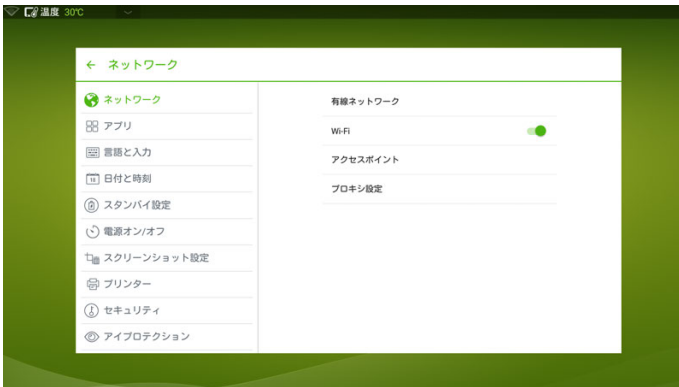 温度 30℃
← ネットワーク
ネットワーク
アプリ
言語と入力
日付と時刻
スタンバイ設定
電源オン/オフ
スクリーンショット設定
プリンター
セキュリティ
アイプロテクション
有線ネットワーク
Wi-Fi
アクセスポイント
プロキシ設定